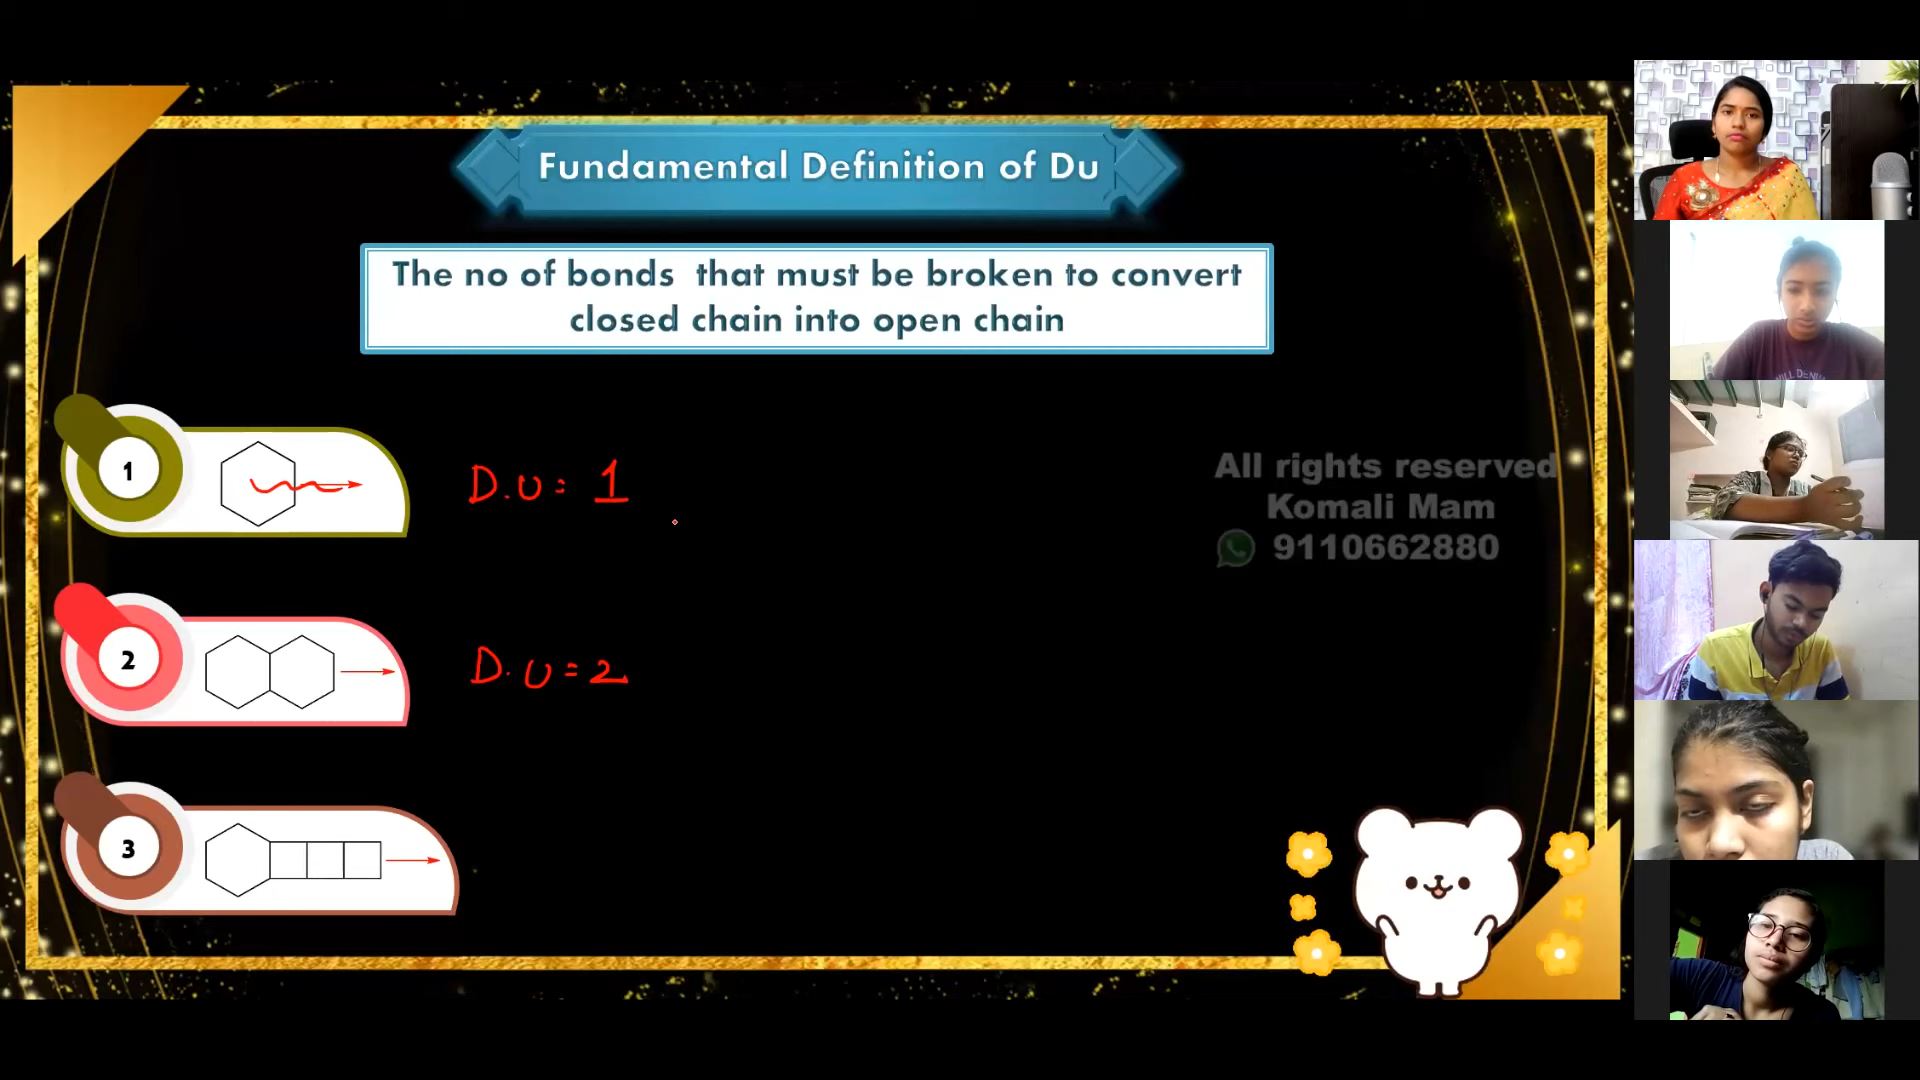 Fundamental Definition of Du
The no of bonds that must be broken to convert
closed chain into open chain
1
D.U = 1
All rights reserved
Komali Mam
9110662880
2
D.U = 2
3